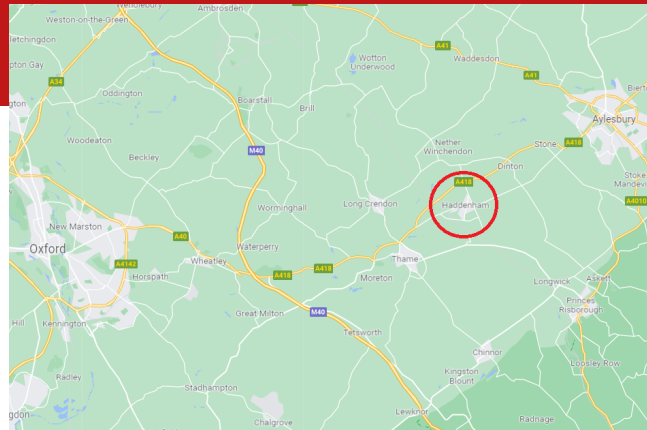 Wendlebury
Ambrosden
Weston-on-the-Green
A41
Wotton
Underwood
Waddesdon
A34
A41
Oddington
Boarstall
Brill
Aylesbury
Woodeaton
Beckley
M40
Nether
Winchendon
Stone
A418
Dinton
A418
A4010
Haddenham
Long Crendon
Worminghall
New Marston
A40
Oxford
Waterperry
Thame
A4142
Wheatley
A418
A418
Horspath
Moreton
Longwick
Askett
Princes
Risborough
Great Milton
M40
Kennington
Hill
Tetsworth
Chinnor
Loosley Row
Kingston
Blount
Radley
Stadhampton
Lewknor
Radnage
Chalgrove